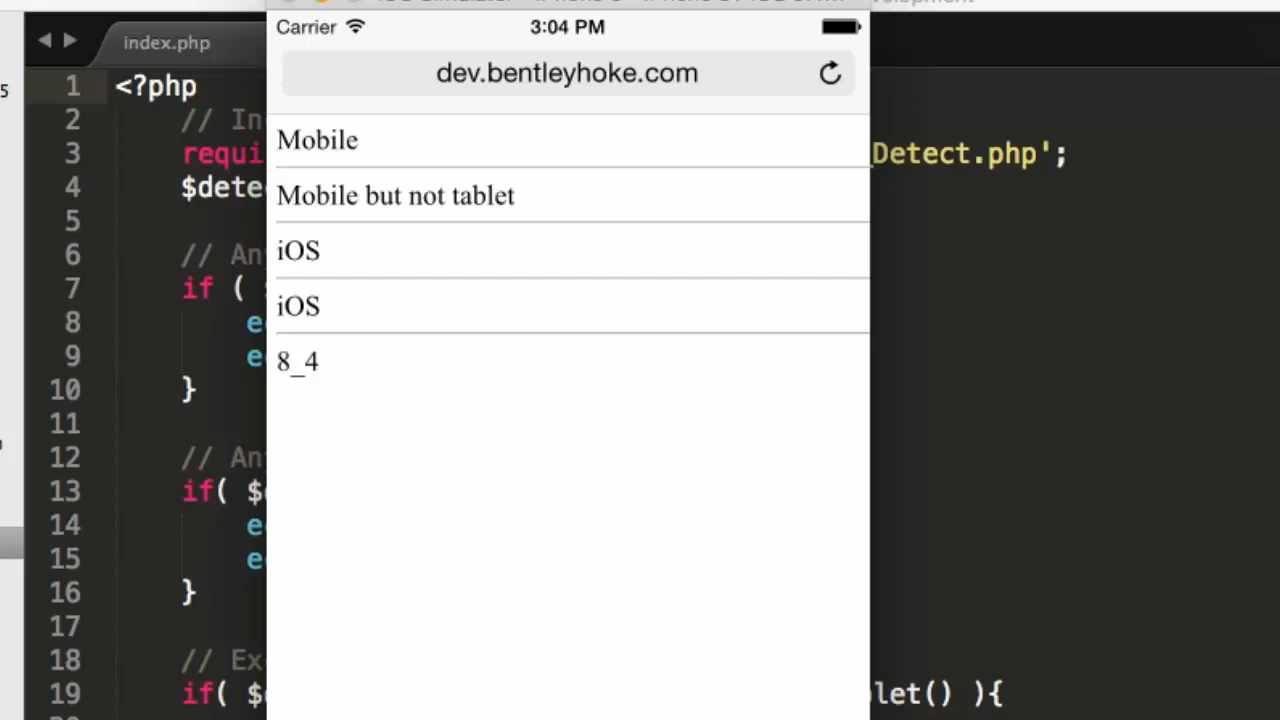 index.php
Carrier 3:04 PM
dev.bentleyhoke.com
Mobile
Mobile but not tablet
iOS
iOS
8_4
5
1 <?php
2 // In
3 requi Detect.php';
4 $dete
5
6 // An
7 if (
8 e
9 e
10 }
11
12 // An
13 if( $
14 e
15 e
16 }
17
18 // Ex
19 if( $ let() ){